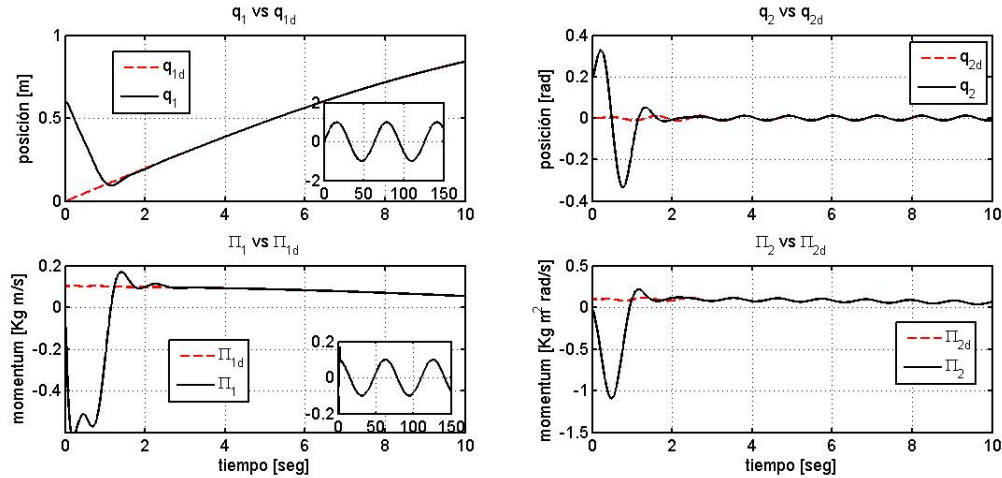 q1 vs q1d
q2 vs q2d
1
0.5
0
posición [m]
q1d
q1
2
0
-2
0 50 100 150
0 2 4 6 8 10
0.4
0.2
0
-0.2
-0.4
posición [rad]
q2d
q2
0 2 4 6 8 10
Π1 vs Π1d
Π2 vs Π2d
0.2
0
-0.2
-0.4
momentum [Kg m/s]
Π1d
Π1
0.2
0
-0.2
0 50 100 150
0 2 4 6 8 10
tiempo [seg]
0.5
0
-0.5
-1
-1.5
momentum [Kg m² rad/s]
Π2d
Π2
0 2 4 6 8 10
tiempo [seg]